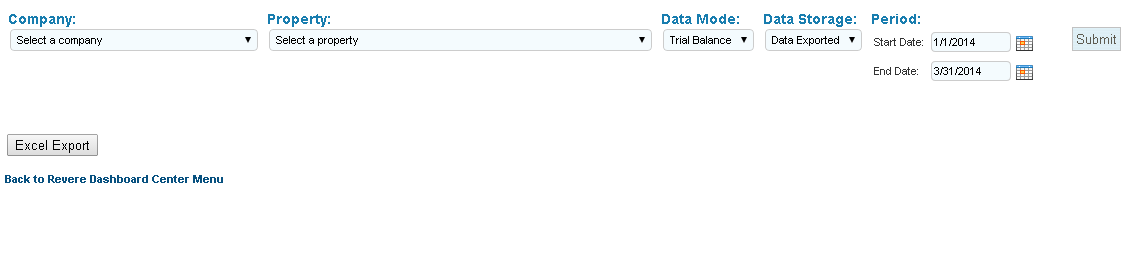 Company: Property: Data Mode: Data Storage: Period:
Select a company Select a property Trial Balance Data Exported Start Date: 1/1/2014 Submit
End Date: 3/31/2014
Excel Export
Back to Revere Dashboard Center Menu